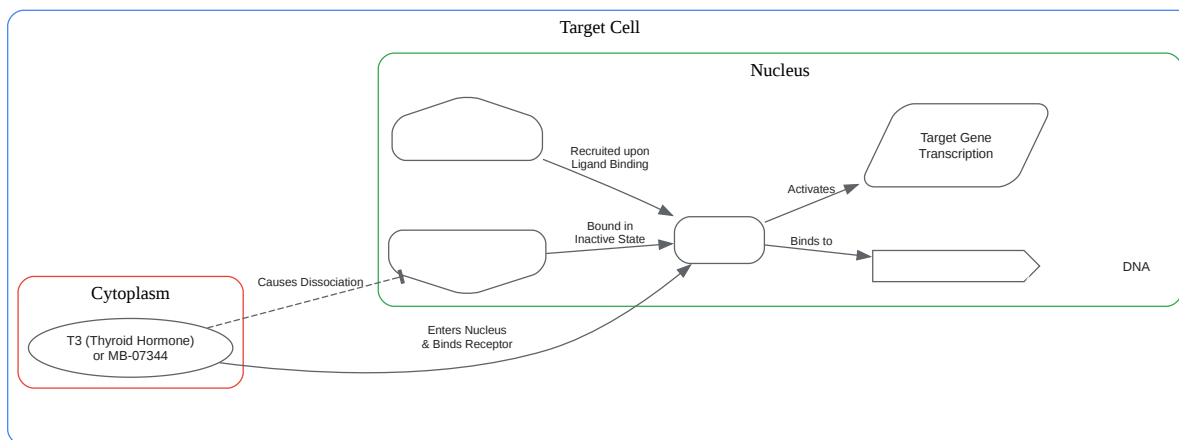 Target Cell
Nucleus
Target Gene
Transcription
Recruited upon
Ligand Binding
Activates
Bound in
Inactive State
Binds to
DNA
Causes Dissociation
Cytoplasm
T3 (Thyroid Hormone)
or MB-07344
Enters Nucleus
& Binds Receptor